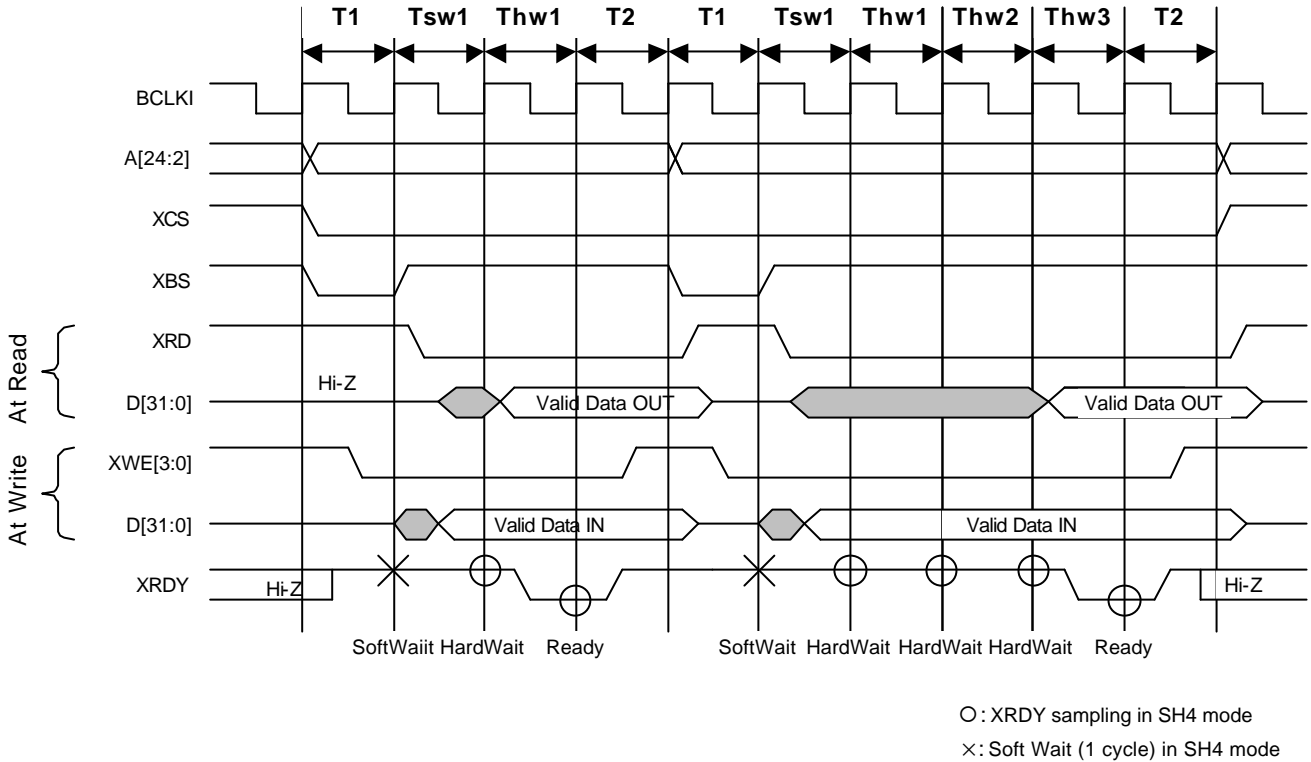 T1 Tsw1 Thw1 T2 T1 Tsw1 Thw1 Thw2 Thw3 T2
BCLKI
A[24:2]
XCS
XBS
At Read
XRD
Hi-Z
D[31:0] Valid Data OUT Valid Data OUT
At Write
XWE[3:0]
D[31:0] Valid Data IN Valid Data IN
XRDY Hi-Z Hi-Z
SoftWaiit HardWait Ready SoftWait HardWait HardWait HardWait Ready
○: XRDY sampling in SH4 mode
×: Soft Wait (1 cycle) in SH4 mode